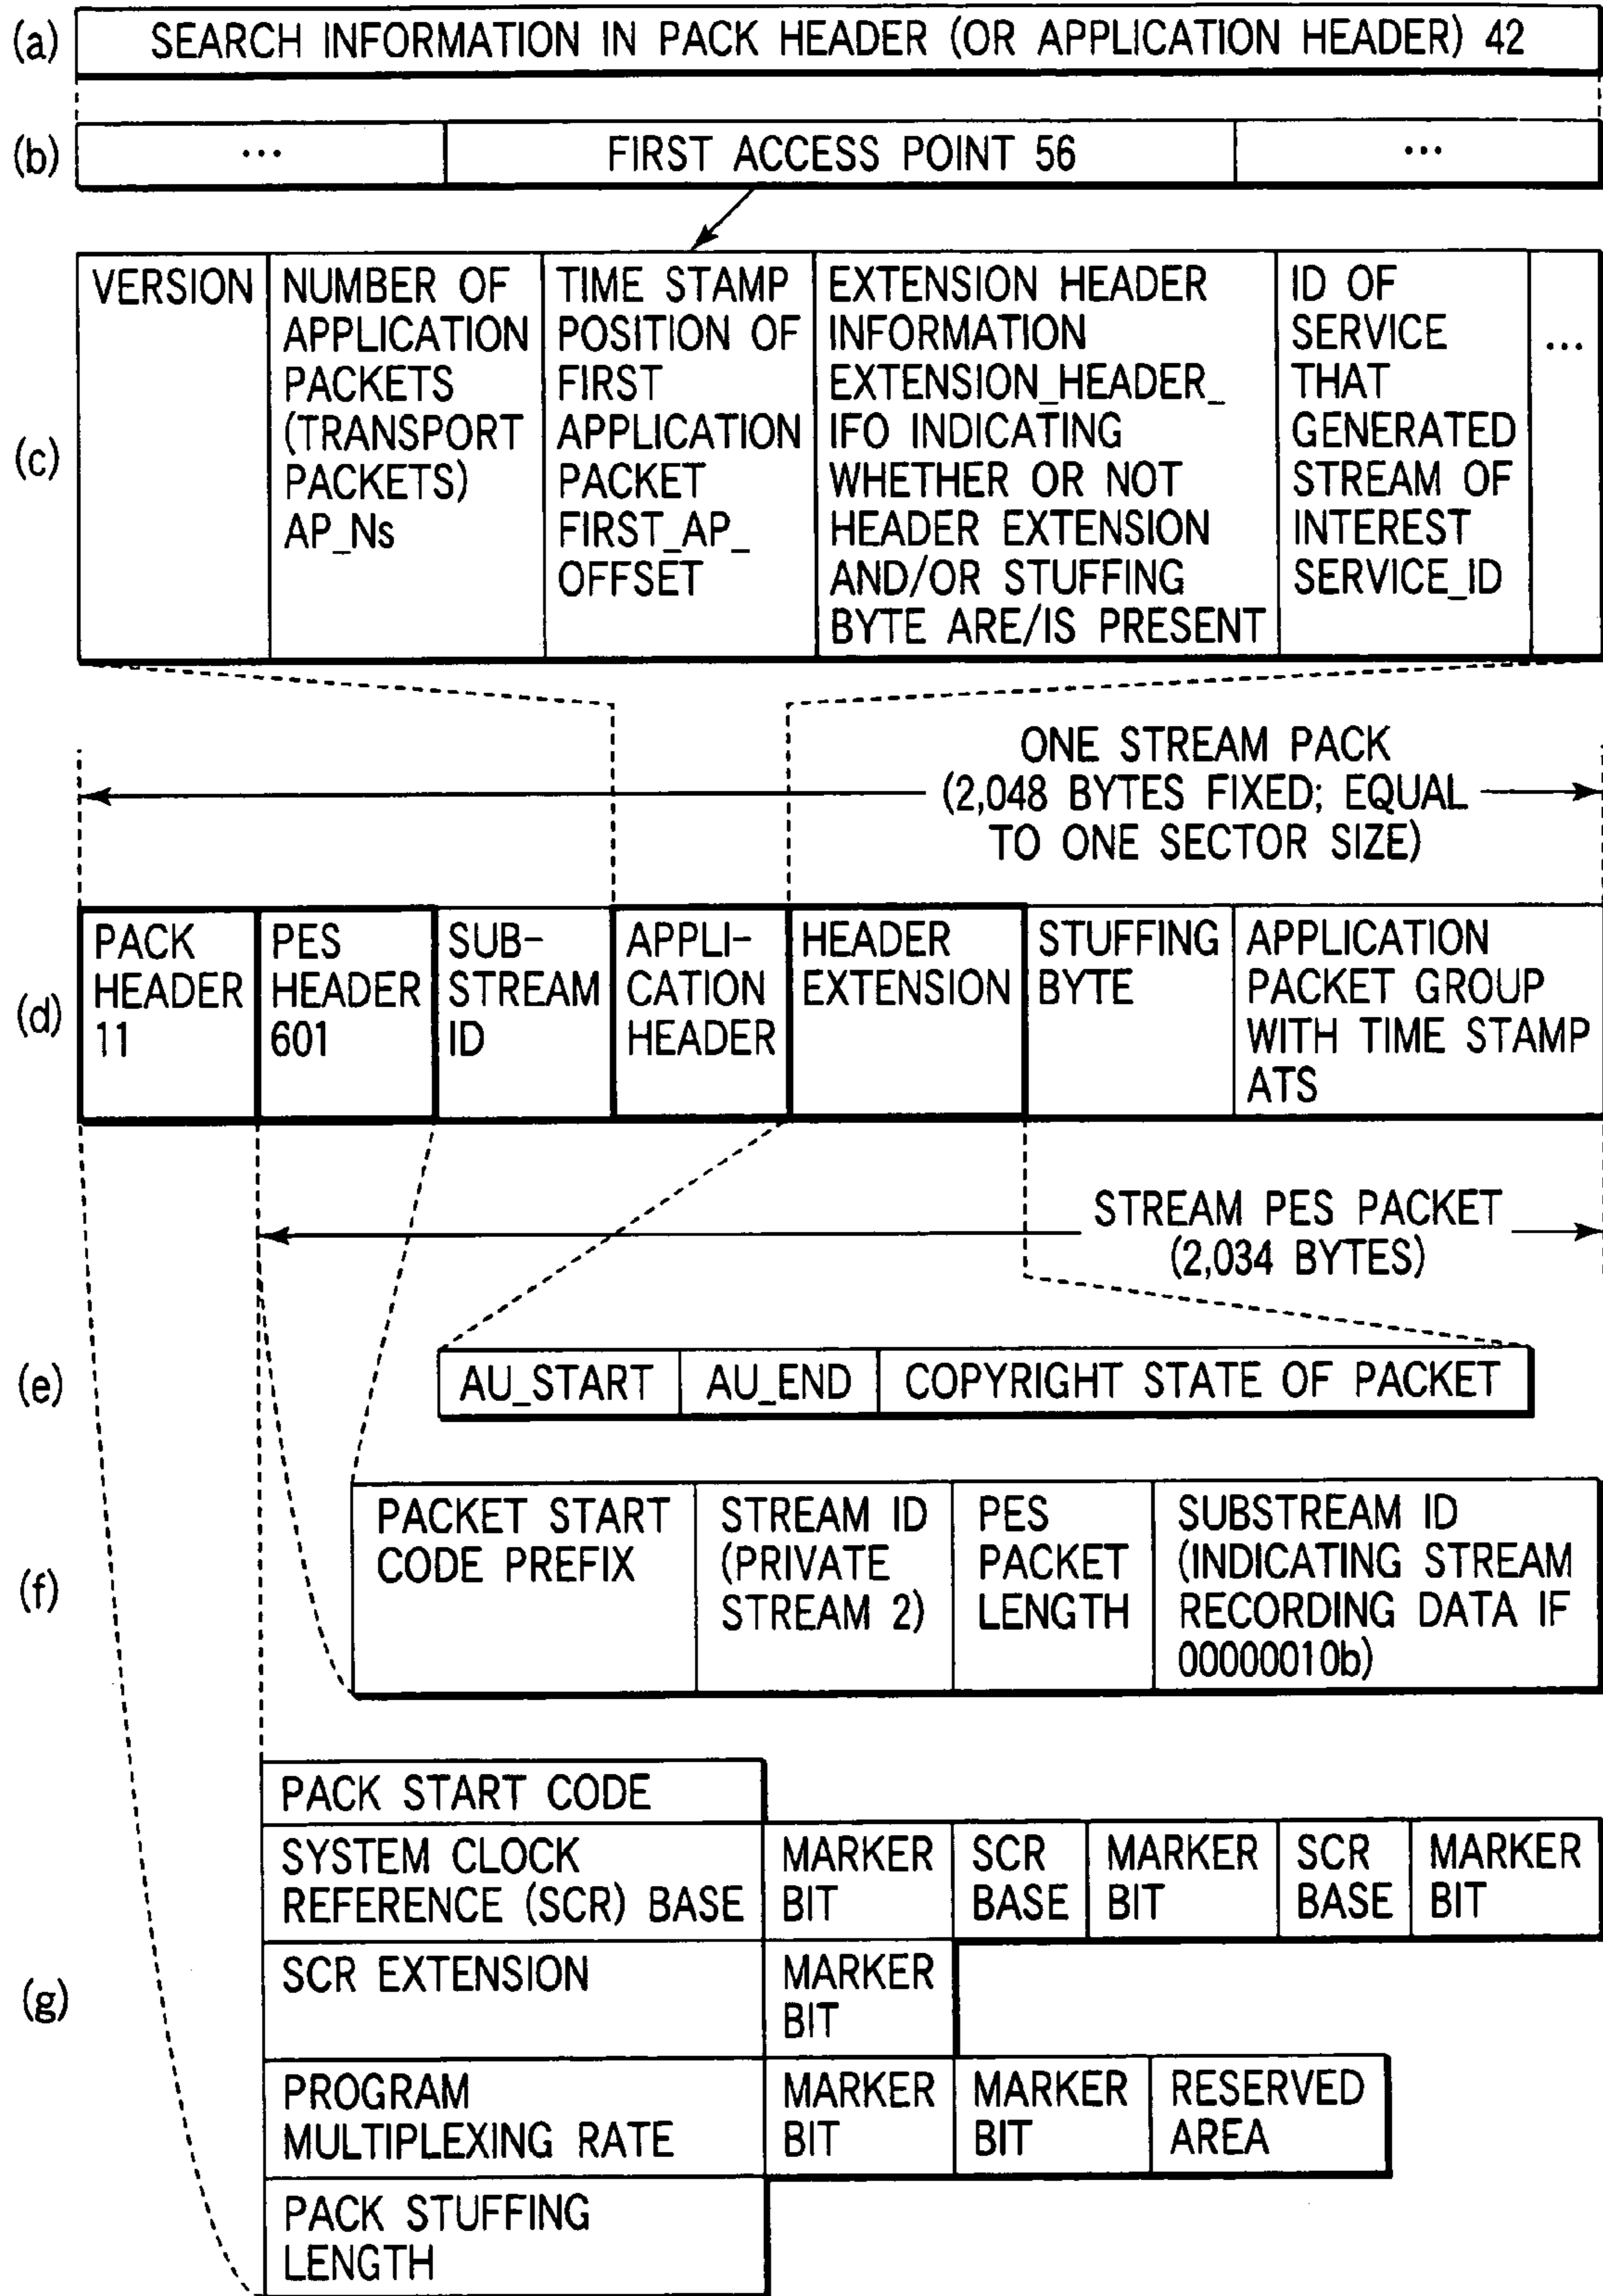 (a) SEARCH INFORMATION IN PACK HEADER (OR APPLICATION HEADER) 42
(b) ... FIRST ACCESS POINT 56 ...
(c)
VERSION
NUMBER OF
APPLICATION
PACKETS
(TRANSPORT
PACKETS)
AP_Ns
TIME STAMP
POSITION OF
FIRST
APPLICATION
PACKET
FIRST_AP_
OFFSET
EXTENSION HEADER
INFORMATION
EXTENSION_HEADER_
IFO INDICATING
WHETHER OR NOT
HEADER EXTENSION
AND/OR STUFFING
BYTE ARE/IS PRESENT
ID OF
SERVICE
THAT
GENERATED
STREAM OF
INTEREST
SERVICE_ID
...
ONE STREAM PACK
(2,048 BYTES FIXED; EQUAL
TO ONE SECTOR SIZE)
(d)
PACK
HEADER
11
PES
HEADER
601
SUB-
STREAM
ID
APPLI-
CATION
HEADER
HEADER
EXTENSION
STUFFING
BYTE
APPLICATION
PACKET GROUP
WITH TIME STAMP
ATS
STREAM PES PACKET
(2,034 BYTES)
(e)
AU_START
AU_END
COPYRIGHT STATE OF PACKET
(f)
PACKET START
CODE PREFIX
STREAM ID
(PRIVATE
STREAM 2)
PES
PACKET
LENGTH
SUBSTREAM ID
(INDICATING STREAM
RECORDING DATA IF
00000010b)
(g)
PACK START CODE
SYSTEM CLOCK
REFERENCE (SCR) BASE
MARKER
BIT
SCR
BASE
MARKER
BIT
SCR
BASE
MARKER
BIT
SCR EXTENSION
MARKER
BIT
PROGRAM
MULTIPLEXING RATE
MARKER
BIT
MARKER
BIT
RESERVED
AREA
PACK STUFFING
LENGTH